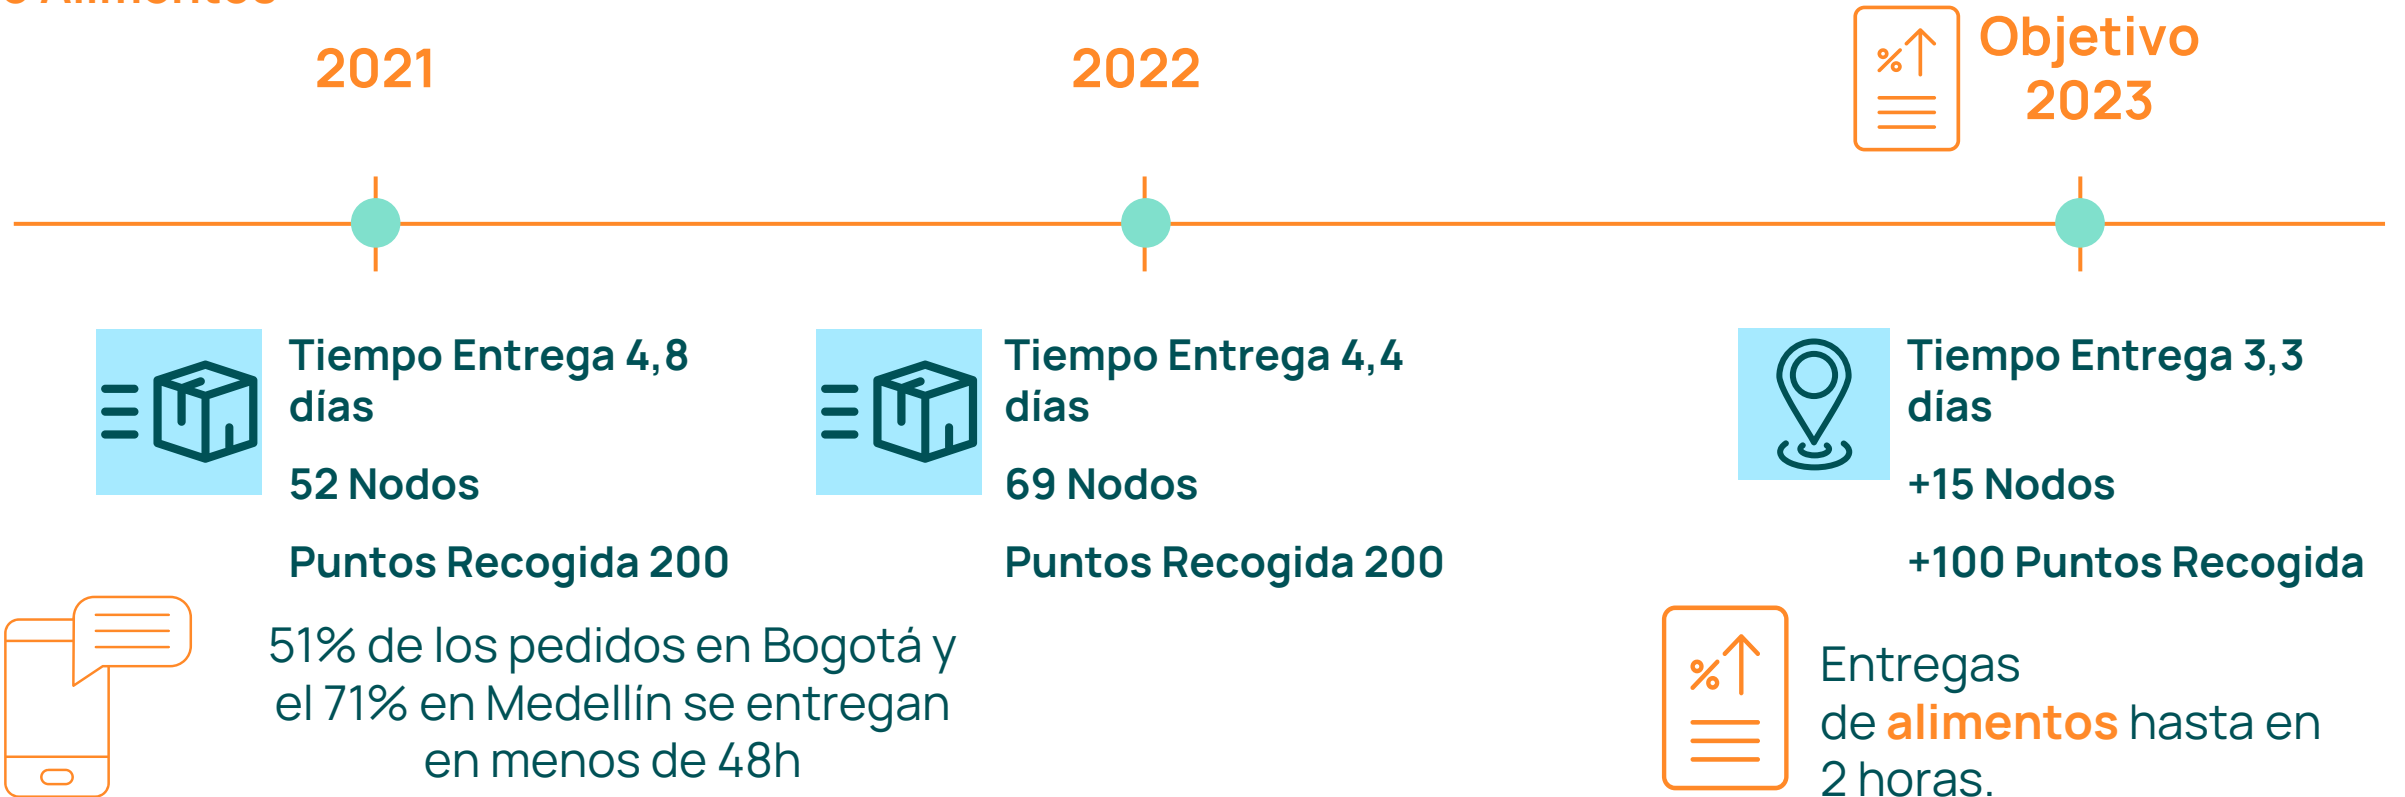 Alimentos
2021
2022
Objetivo
2023
%
Tiempo Entrega 4,8
días
52 Nodos
Puntos Recogida 200
Tiempo Entrega 4,4
días
69 Nodos
Puntos Recogida 200
Tiempo Entrega 3,3
días
+15 Nodos
+100 Puntos Recogida
51% de los pedidos en Bogotá y
el 71% en Medellín se entregan
en menos de 48h
%
Entregas
de alimentos hasta en
2 horas.